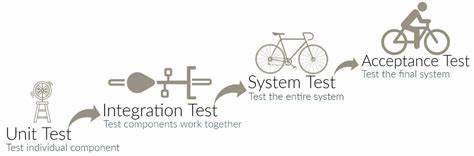 Unit Test
Test individual component
Integration Test
Test components work together
System Test
Test the entire system
Acceptance Test
Test the final system